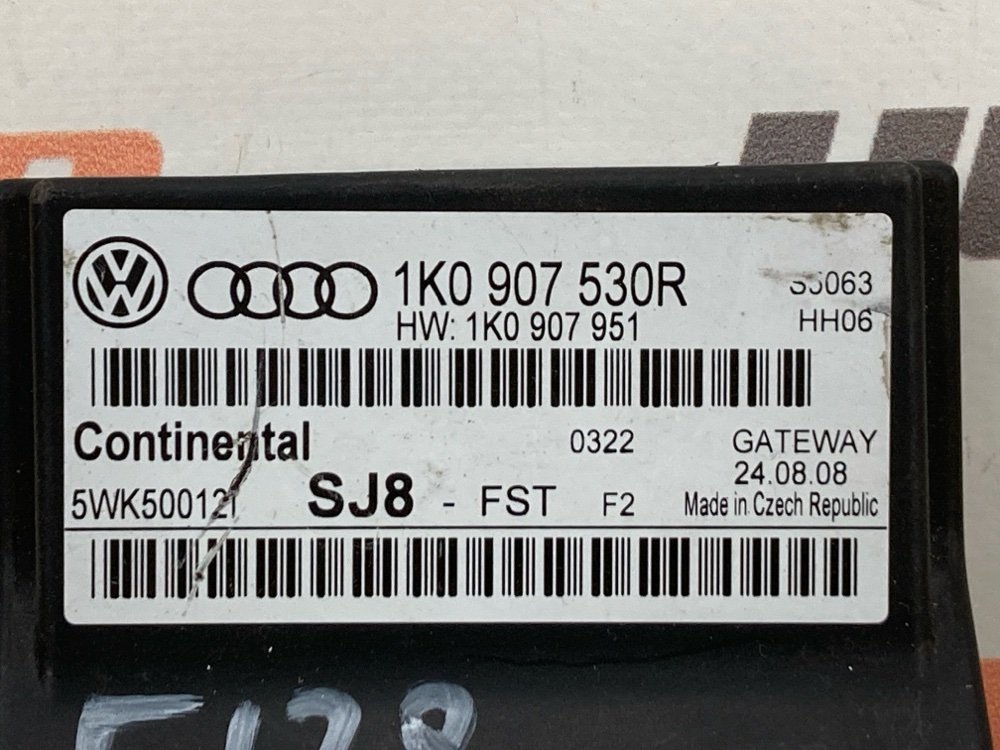 1K0 907 530R
HW: 1K0 907 951
S5063
HH06
Continental
0322
GATEWAY
24.08.08
SJ8 - FST F2
Made in Czech Republic